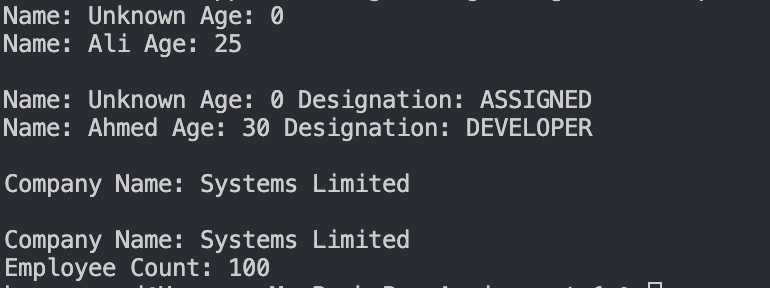 Name: Unknown Age: 0
Name: Ali Age: 25
Name: Unknown Age: 0 Designation: ASSIGNED
Name: Ahmed Age: 30 Designation: DEVELOPER
Company Name: Systems Limited
Company Name: Systems Limited
Employee Count: 100